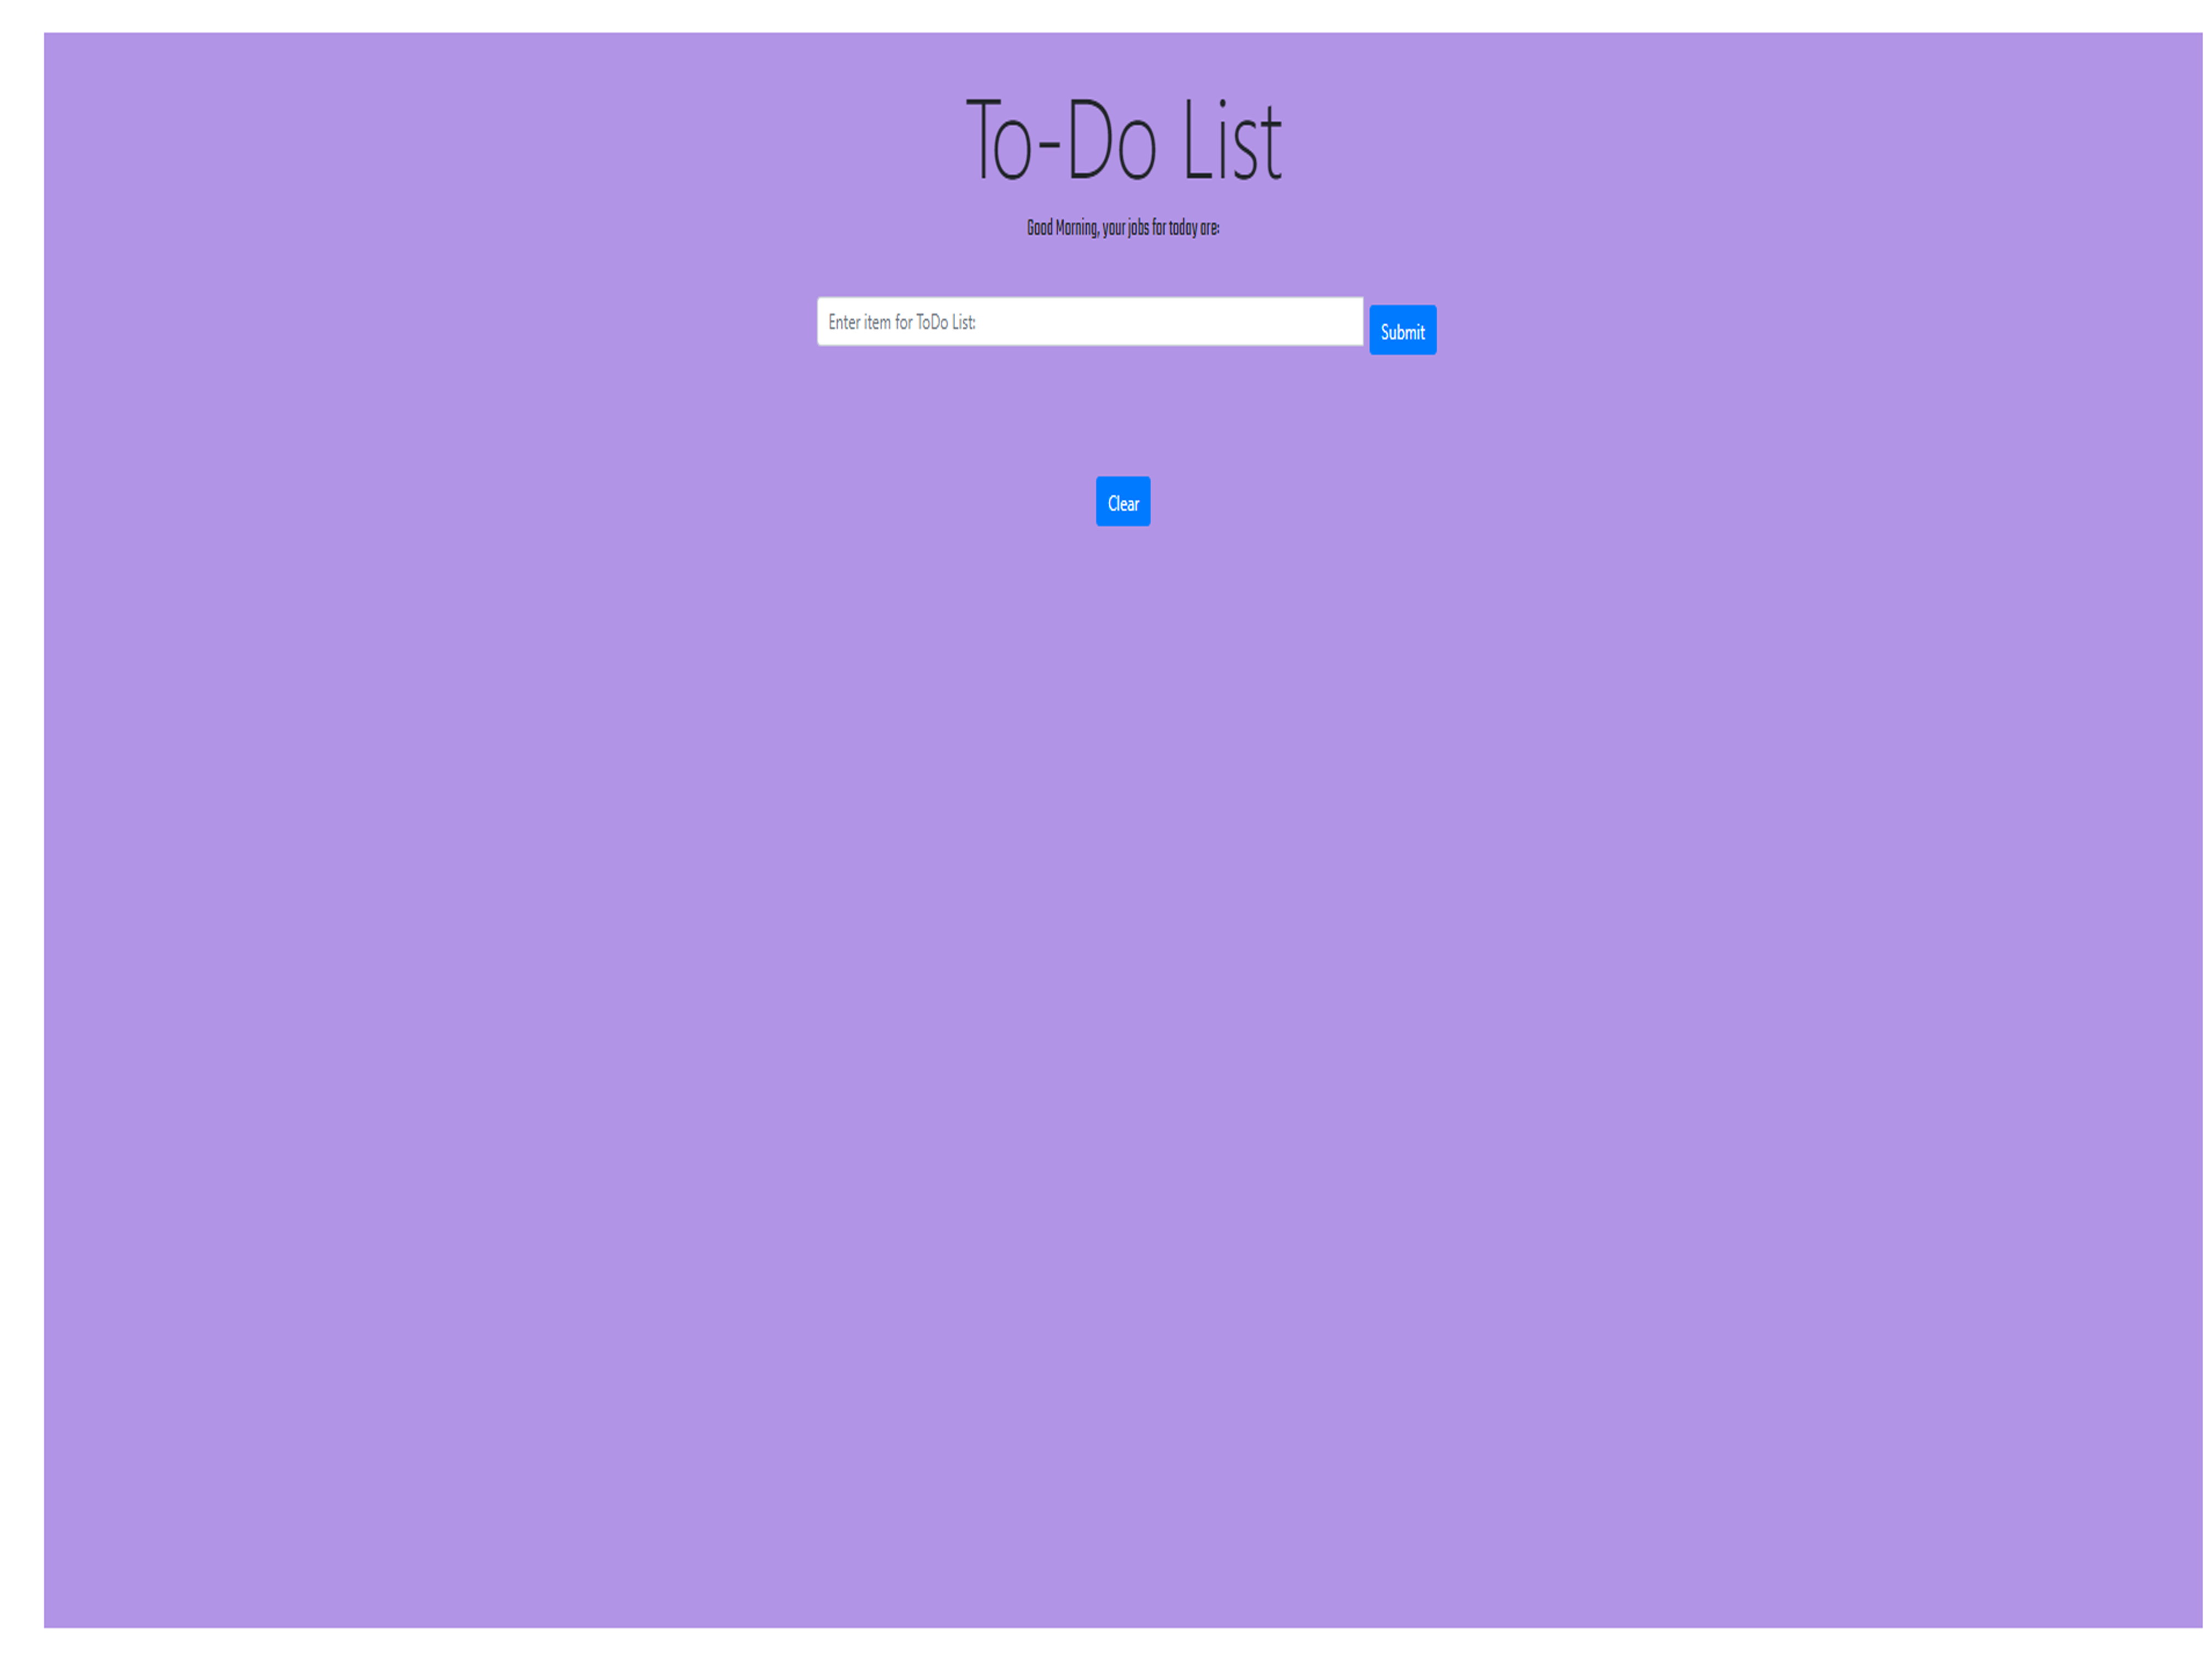 To-Do List
Good Morning, your jobs for today are:
Enter item for ToDo List:
Submit
Clear